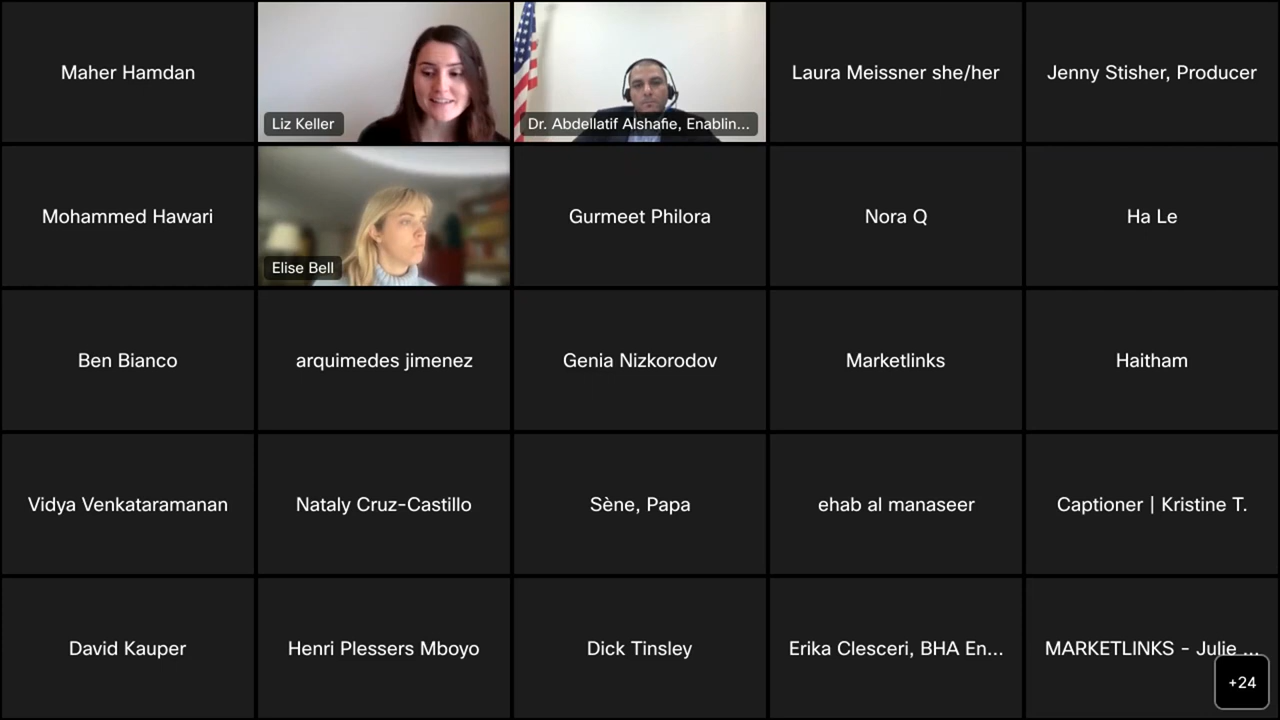 Maher Hamdan
Liz Keller
Dr. Abdellatif Alshafie, Enablin...
Laura Meissner she/her
Jenny Stisher, Producer
Mohammed Hawari
Elise Bell
Gurmeet Philora
Nora Q
Ha Le
Ben Bianco
arquimedes jimenez
Genia Nizkorodov
Marketlinks
Haitham
Vidya Venkataramanan
Nataly Cruz-Castillo
Sène, Papa
ehab al manaseer
Captioner | Kristine T.
David Kauper
Henri Plessers Mboyo
Dick Tinsley
Erika Clesceri, BHA En...
MARKETLINKS - Julie ...
+24